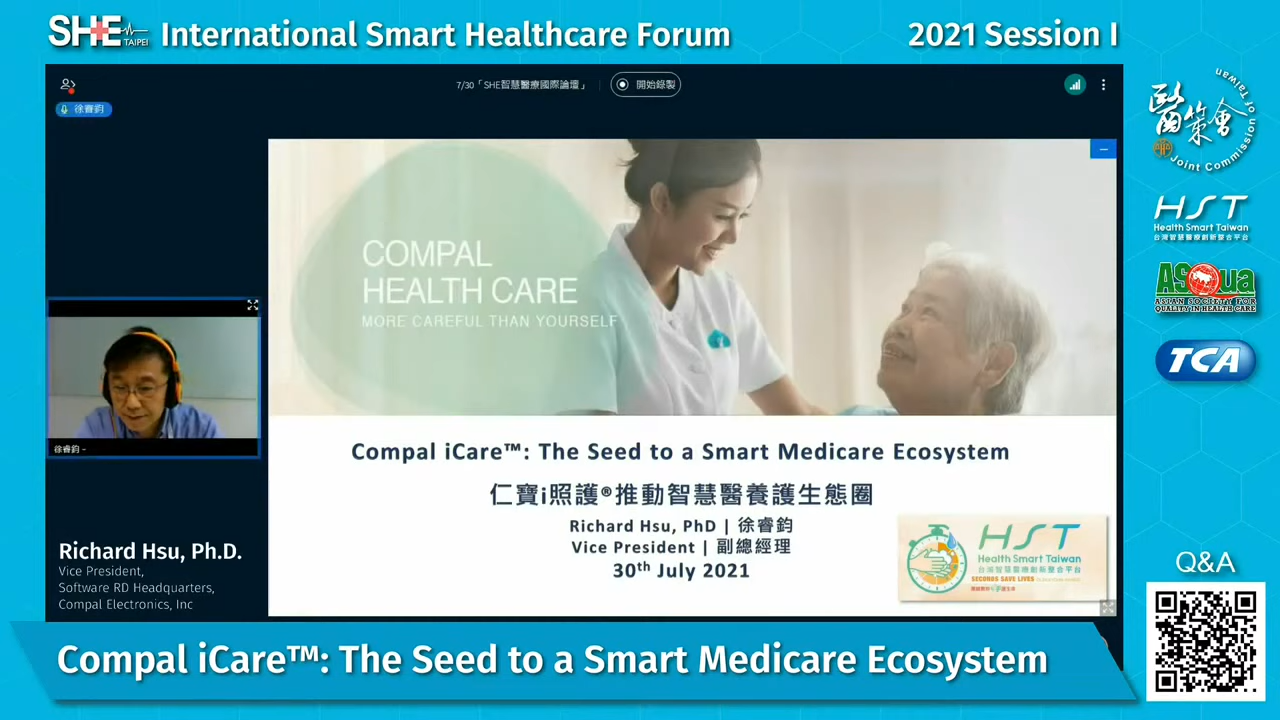 SHE TAIPEI International Smart Healthcare Forum
2021 Session I
7/30「SHE智慧醫療國際論壇」
開始錄製
徐睿鈞
COMPAL
HEALTH CARE
MORE CAREFUL THAN YOURSELF
Compal iCare™: The Seed to a Smart Medicare Ecosystem
仁寶i照護®推動智慧醫養護生態圈
Richard Hsu, PhD | 徐睿鈞
Vice President | 副總經理
30th July 2021
HST
Health Smart Taiwan
台灣智慧醫療創新整合平台
SECONDS SAVE LIVES
徐睿鈞 -
Richard Hsu, Ph.D.
Vice President,
Software RD Headquarters,
Compal Electronics, Inc
醫策會
Joint Commission of Taiwan
HST
Health Smart Taiwan
台灣智慧醫療創新整合平台
ASQua
ASIAN SOCIETY FOR
QUALITY IN HEALTH CARE
TCA
Q&A
Compal iCare™: The Seed to a Smart Medicare Ecosystem